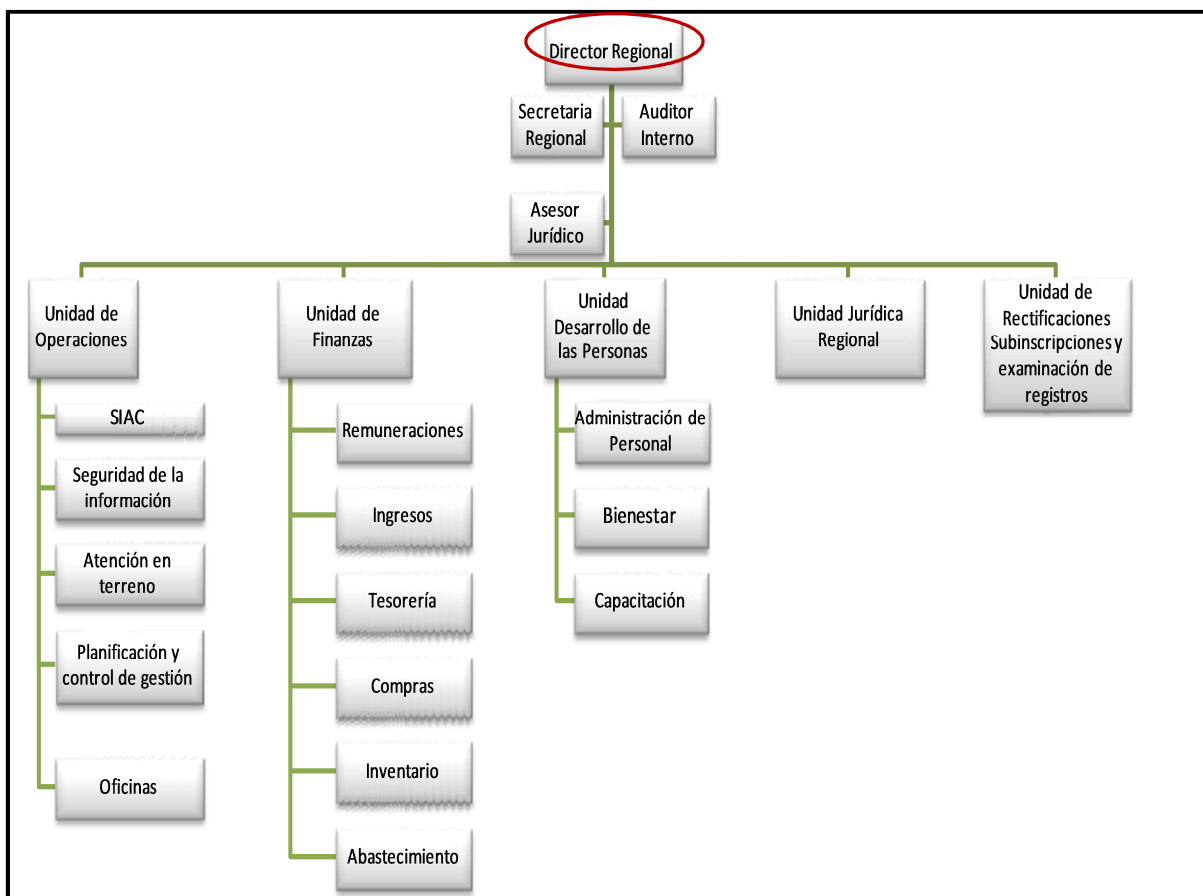 Director Regional
Secretaria
Regional
Auditor
Interno
Asesor
Jurídico
Unidad de
Operaciones
SIAC
Seguridad de la
información
Atención en
terreno
Planificación y
control de gestión
Oficinas
Unidad de
Finanzas
Remuneraciones
Ingresos
Tesorería
Compras
Inventario
Abastecimiento
Unidad
Desarrollo de
las Personas
Administración de
Personal
Bienestar
Capacitación
Unidad Jurídica
Regional
Unidad de
Rectificaciones
Subinscripciones y
examinación de
registros